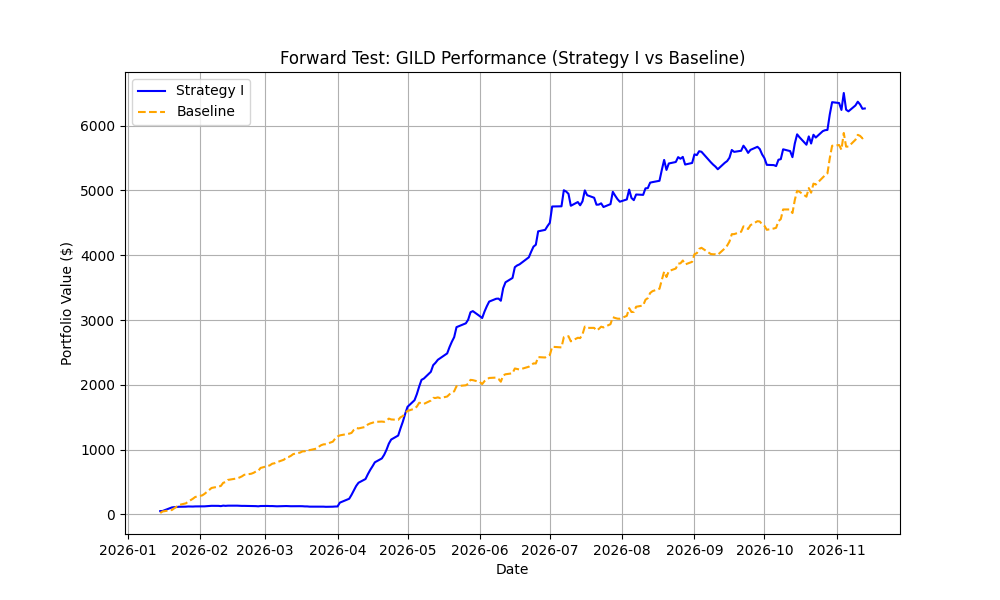 Forward Test: GILD Performance (Strategy I vs Baseline)
Strategy I
Baseline
Portfolio Value ($)
6000
5000
4000
3000
2000
1000
0
2026-01 2026-02 2026-03 2026-04 2026-05 2026-06 2026-07 2026-08 2026-09 2026-10 2026-11
Date